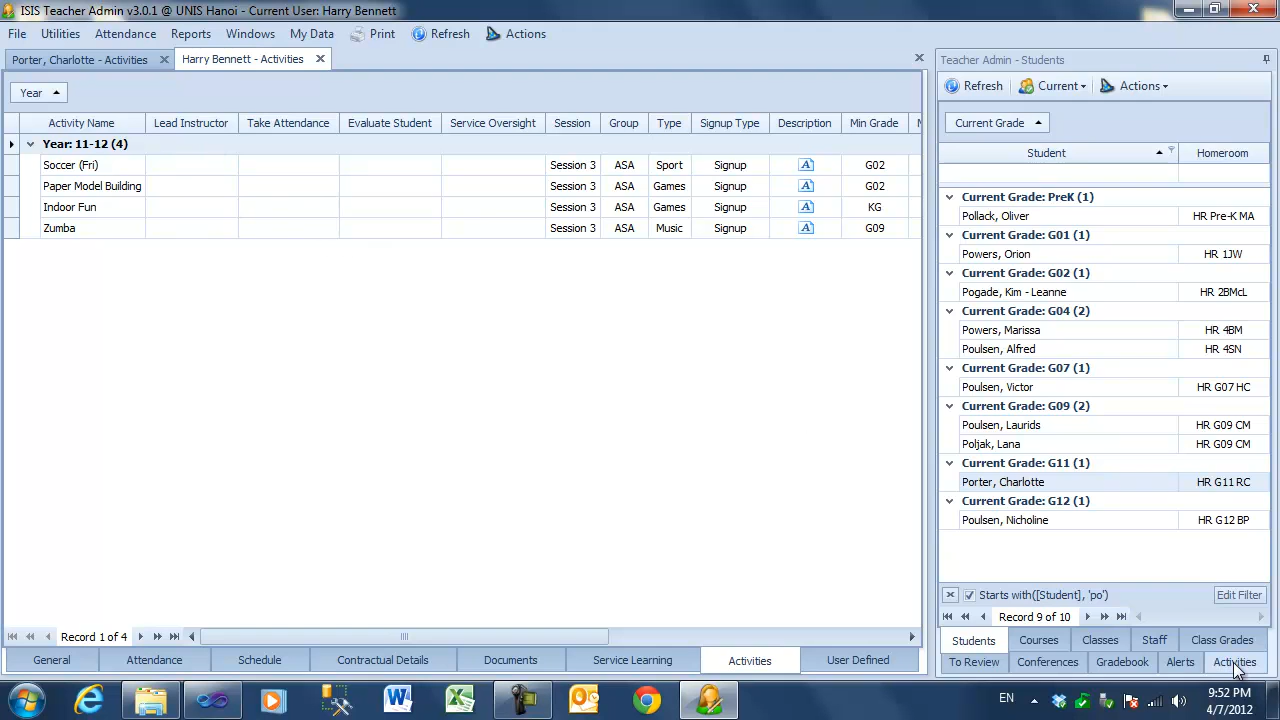 ISIS Teacher Admin v3.0.1 @ UNIS Hanoi - Current User: Harry Bennett
File Utilities Attendance Reports Windows My Data Print Refresh Actions
Porter, Charlotte - Activities Harry Bennett - Activities
Year
Activity Name Lead Instructor Take Attendance Evaluate Student Service Oversight Session Group Type Signup Type Description Min Grade
Year: 11-12 (4)
Soccer (Fri) Session 3 ASA Sport Signup A G02
Paper Model Building Session 3 ASA Games Signup A G02
Indoor Fun Session 3 ASA Games Signup A KG
Zumba Session 3 ASA Music Signup A G09
Record 1 of 4
General Attendance Schedule Contractual Details Documents Service Learning Activities User Defined
Teacher Admin - Students
Refresh Current Actions
Current Grade
Student Homeroom
Current Grade: PreK (1)
Pollack, Oliver HR Pre-K NA
Current Grade: G01 (1)
Powers, Orion HR 1JW
Current Grade: G02 (1)
Pogade, Kim - Leanne HR 2BMcL
Current Grade: G04 (2)
Powers, Marissa HR 4BM
Poulsen, Alfred HR 4SN
Current Grade: G07 (1)
Poulsen, Victor HR G07 HC
Current Grade: G09 (2)
Poulsen, Laurids HR G09 CM
Poljak, Lana HR G09 CM
Current Grade: G11 (1)
Porter, Charlotte HR G11 RC
Current Grade: G12 (1)
Poulsen, Nicholine HR G12 BP
Starts with([Student], 'po') Edit Filter
Record 9 of 10
Students Courses Classes Staff Class Grades
To Review Conferences Gradebook Alerts Activities
EN 9:52 PM
4/7/2012